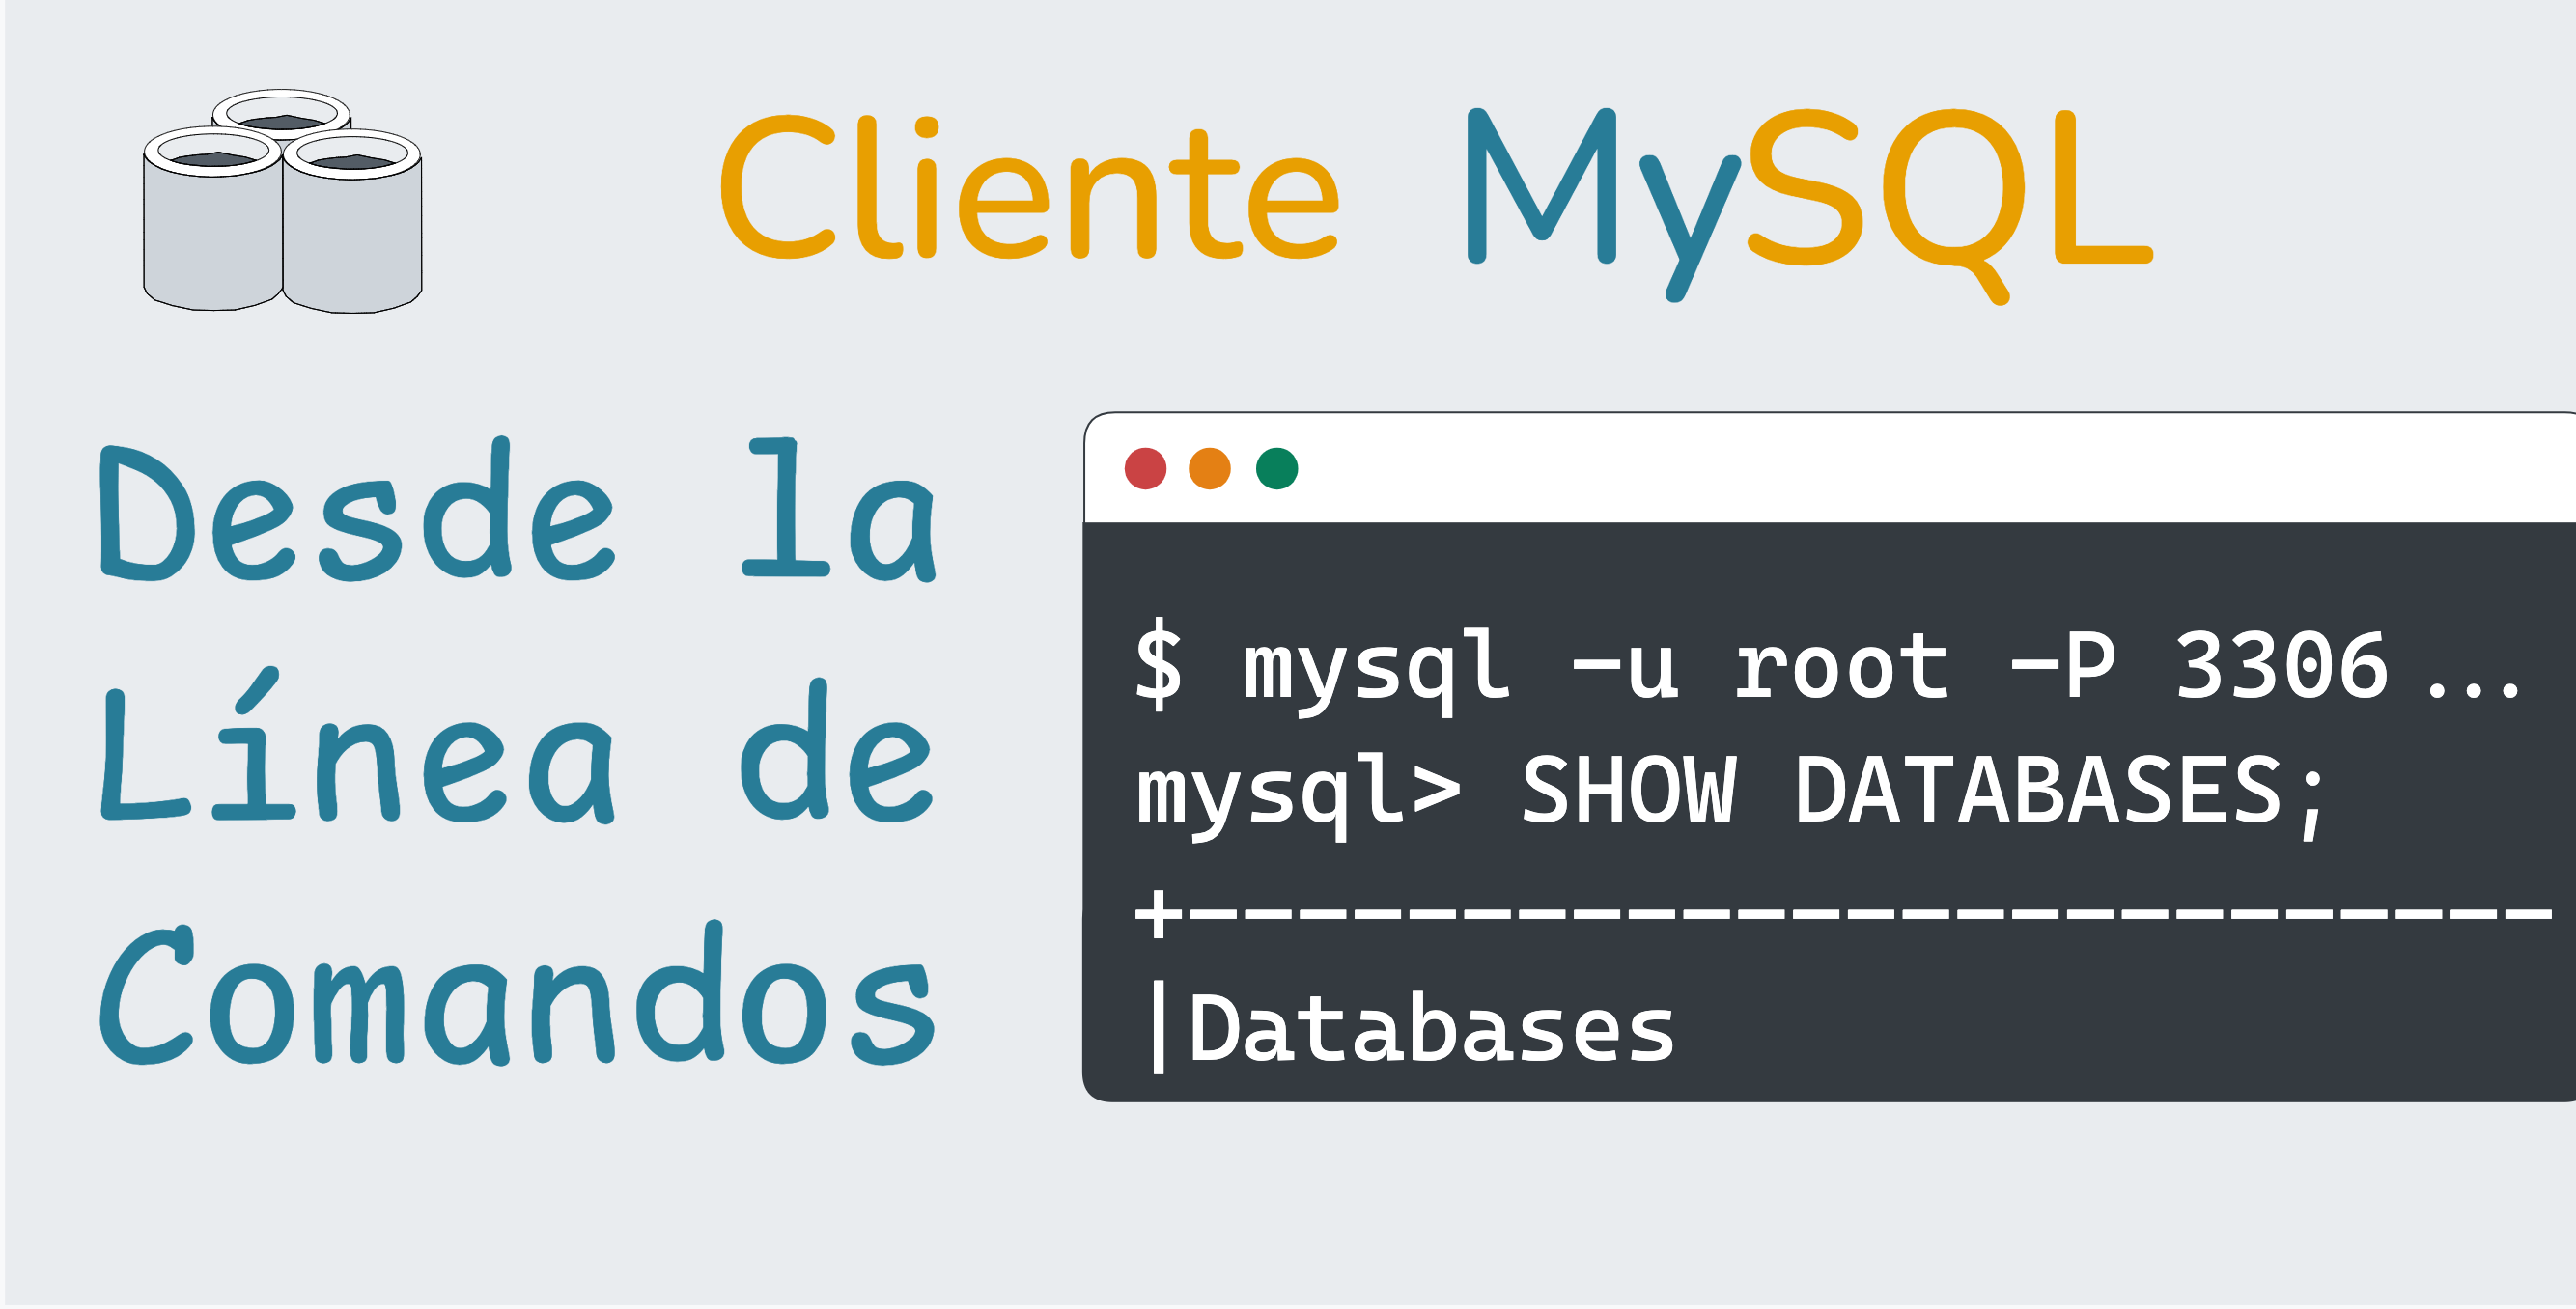 Cliente MySQL
Desde la
Línea de
Comandos
$ mysql -u root -P 3306 ...
mysql> SHOW DATABASES;
+--------------------------
|Databases